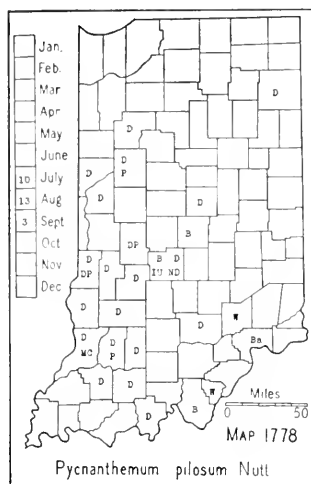 Jan.
Feb.
Mar
Apr
May
June
10 July
13 Aug
3 Sept
Oct
Nov
Dec
D
D
D
P
D
D
D
B
DP
D
DP
D
D
B D
IU ND
D
D
D
W
D
MC
D
P
D
Ba
D
D
D
B
W
Miles
0 50
MAP 1778
Pycnanthemum pilosum Nutt